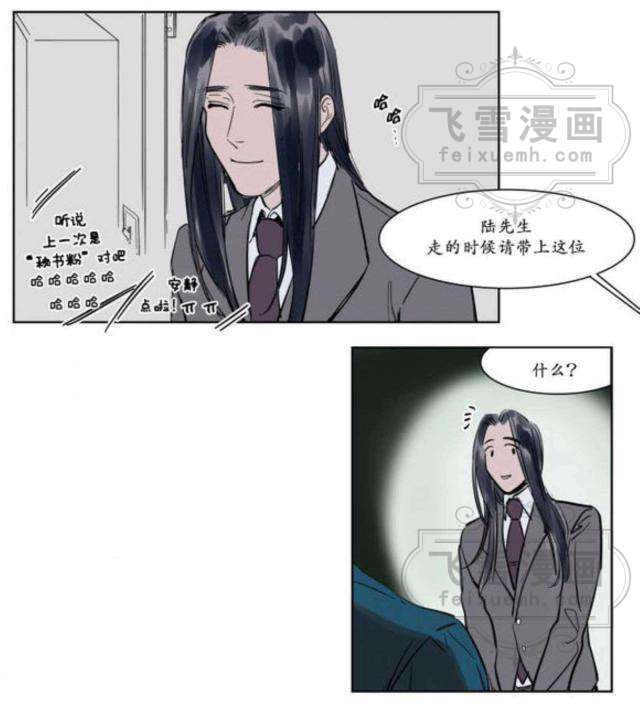 飞雪漫画
feixuemh.com
哈
哈
听说
上一次是
“秘书粉”对吧
哈哈哈哈哈
哈哈哈
安静
点啦！ㅠㅠ
陆先生
走的时候请带上这位
什么？
飞雪漫画
feixuemh.com